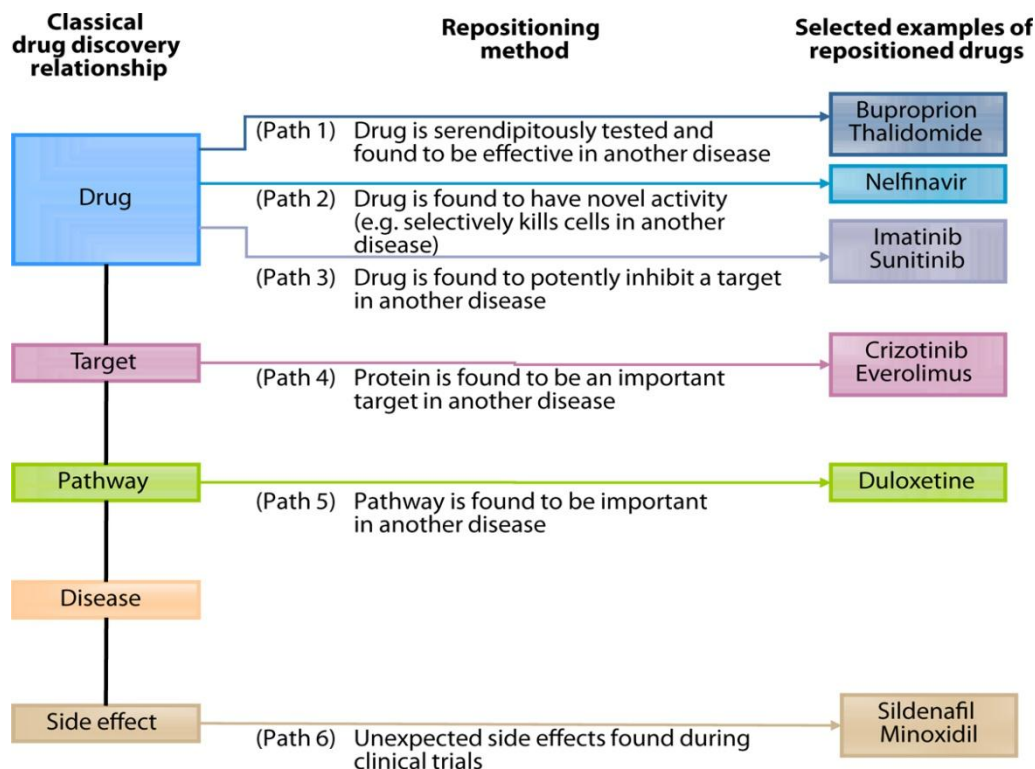 Classical
drug discovery
relationship
Repositioning
method
Selected examples of
repositioned drugs
Drug
(Path 1) Drug is serendipitously tested and
found to be effective in another disease
Buproprion
Thalidomide
(Path 2) Drug is found to have novel activity
(e.g. selectively kills cells in another
disease)
Nelfinavir
(Path 3) Drug is found to potently inhibit a target
in another disease
Imatinib
Sunitinib
Target
(Path 4) Protein is found to be an important
target in another disease
Crizotinib
Everolimus
Pathway
(Path 5) Pathway is found to be important
in another disease
Duloxetine
Disease
Side effect
(Path 6) Unexpected side effects found during
clinical trials
Sildenafil
Minoxidil